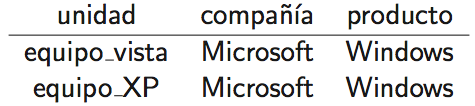 unidad compañía producto
equipo_vista Microsoft Windows
equipo_XP Microsoft Windows